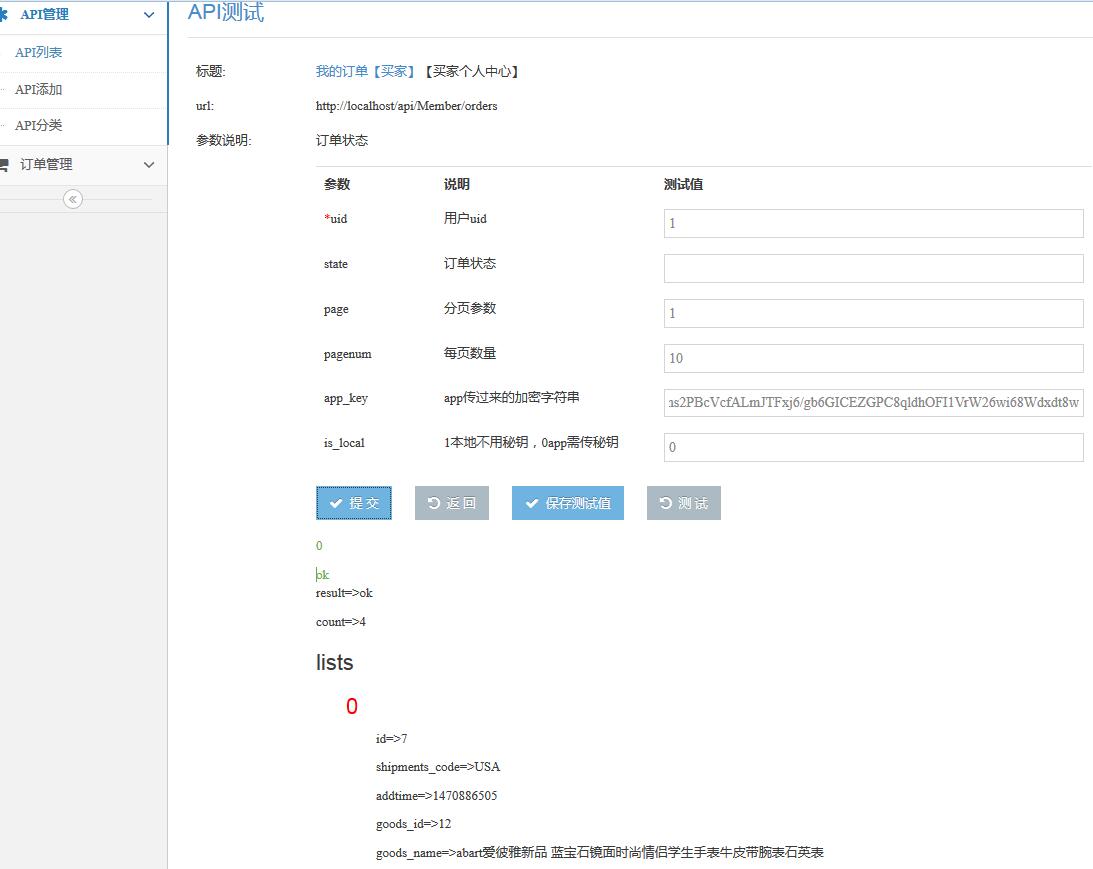 API管理
API列表
API添加
API分类
订单管理
API测试
标题: 我的订单【买家】【买家个人中心】
url: http://localhost/api/Member/orders
参数说明: 订单状态
参数 说明 测试值
*uid 用户uid 1
state 订单状态
page 分页参数 1
pagenum 每页数量 10
app_key app传过来的加密字符串 ns2PBcVcfALmJTFxj6/gb6GICEZGPC8qldhOFI1VrW26wi68Wdxdt8w
is_local 1本地不用秘钥，0app需传秘钥 0
提交 返回 保存测试值 测试
0
ok
result=>ok
count=>4
lists
0
id=>7
shipments_code=>USA
addtime=>1470886505
goods_id=>12
goods_name=>abart爱彼雅新品 蓝宝石镜面时尚情侣学生手表牛皮带腕表石英表